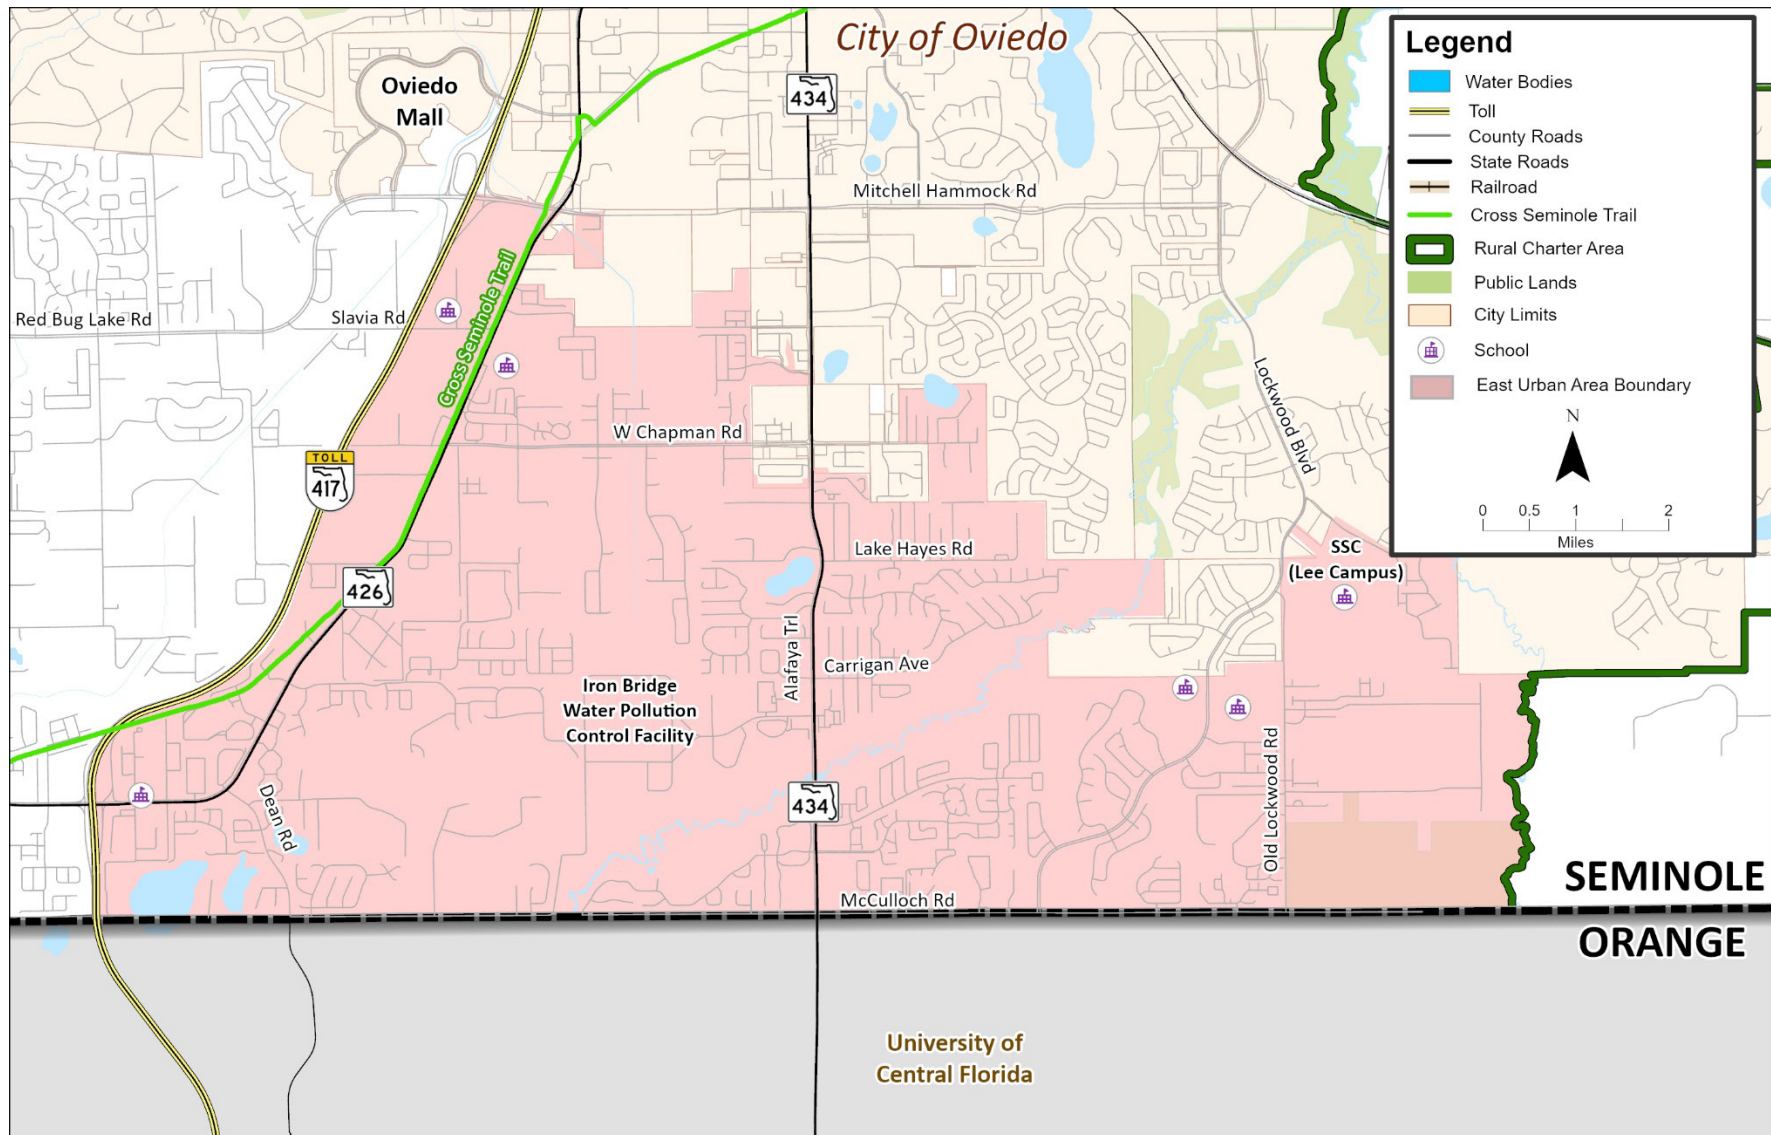 City of Oviedo
Oviedo
Mall
434
Mitchell Hammock Rd
Cross Seminole Trail
Red Bug Lake Rd
Slavia Rd
Lockwood Blvd
W Chapman Rd
TOLL
417
Lake Hayes Rd
SSC
(Lee Campus)
426
Alafaya Trl
Carrigan Ave
Iron Bridge
Water Pollution
Control Facility
Old Lockwood Rd
434
Dean Rd
McCulloch Rd
SEMINOLE
ORANGE
University of
Central Florida
Legend
Water Bodies
Toll
County Roads
State Roads
Railroad
Cross Seminole Trail
Rural Charter Area
Public Lands
City Limits
School
East Urban Area Boundary
N
0 0.5 1 2
Miles